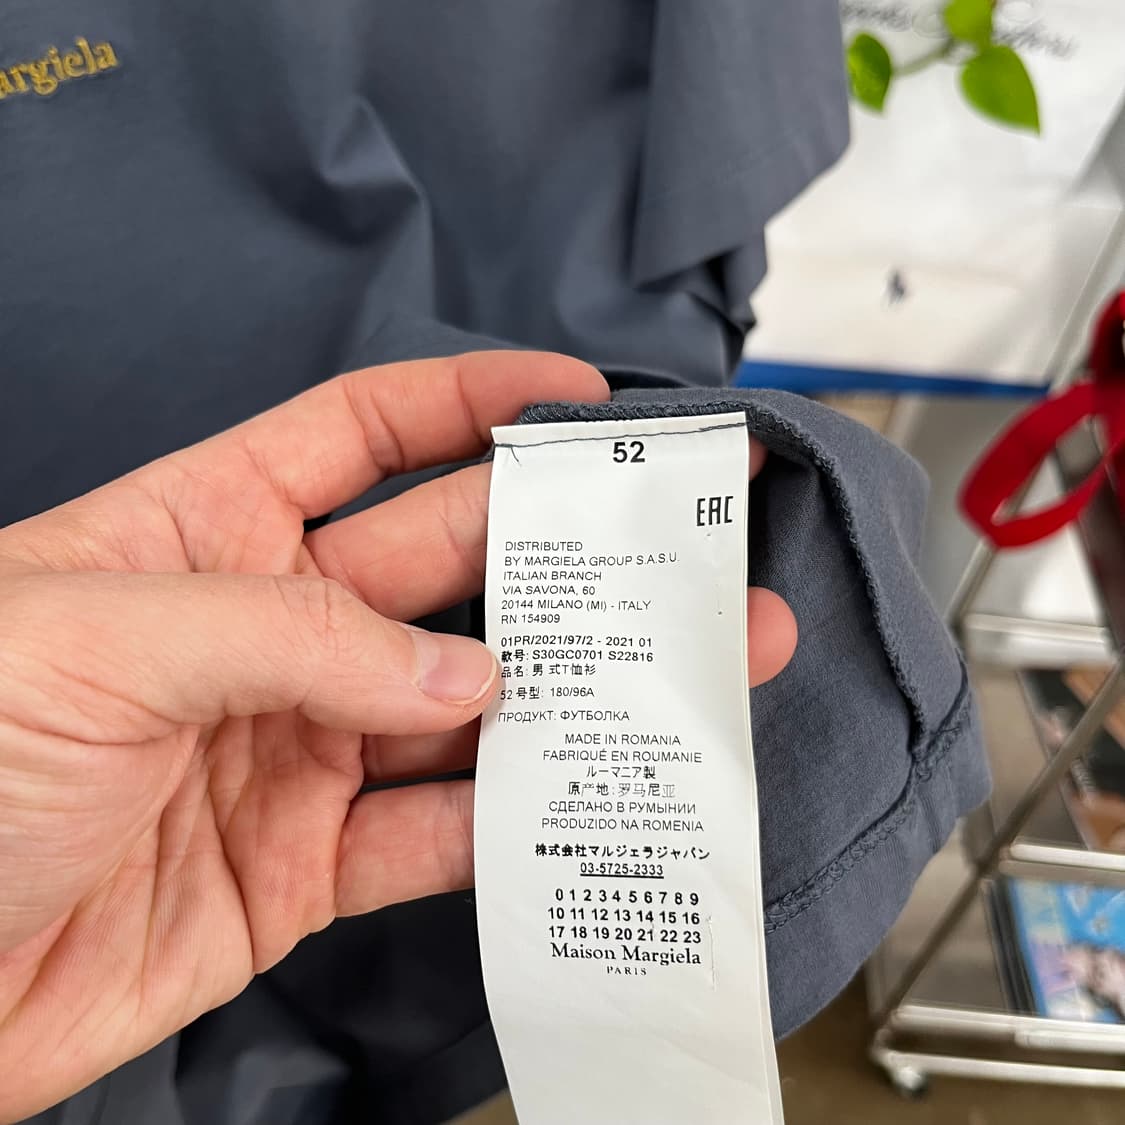 argiela
52
EAC
DISTRIBUTED
BY MARGIELA GROUP S.A.S.U.
ITALIAN BRANCH
VIA SAVONA, 60
20144 MILANO (MI) - ITALY
RN 154909
01PR/2021/97/2 - 2021 01
款号: S30GC0701 S22816
品名: 男 式T恤衫
52 号型: 180/96A
ПРОДУКТ: ФУТБОЛКА
MADE IN ROMANIA
FABRIQUÉ EN ROUMANIE
ルーマニア製
原产地: 罗马尼亚
СДЕЛАНО В РУМЫНИИ
PRODUZIDO NA ROMENIA
株式会社マルジェラジャパン
03-5725-2333
0 1 2 3 4 5 6 7 8 9
10 11 12 13 14 15 16
17 18 19 20 21 22 23
Maison Margiela
PARIS